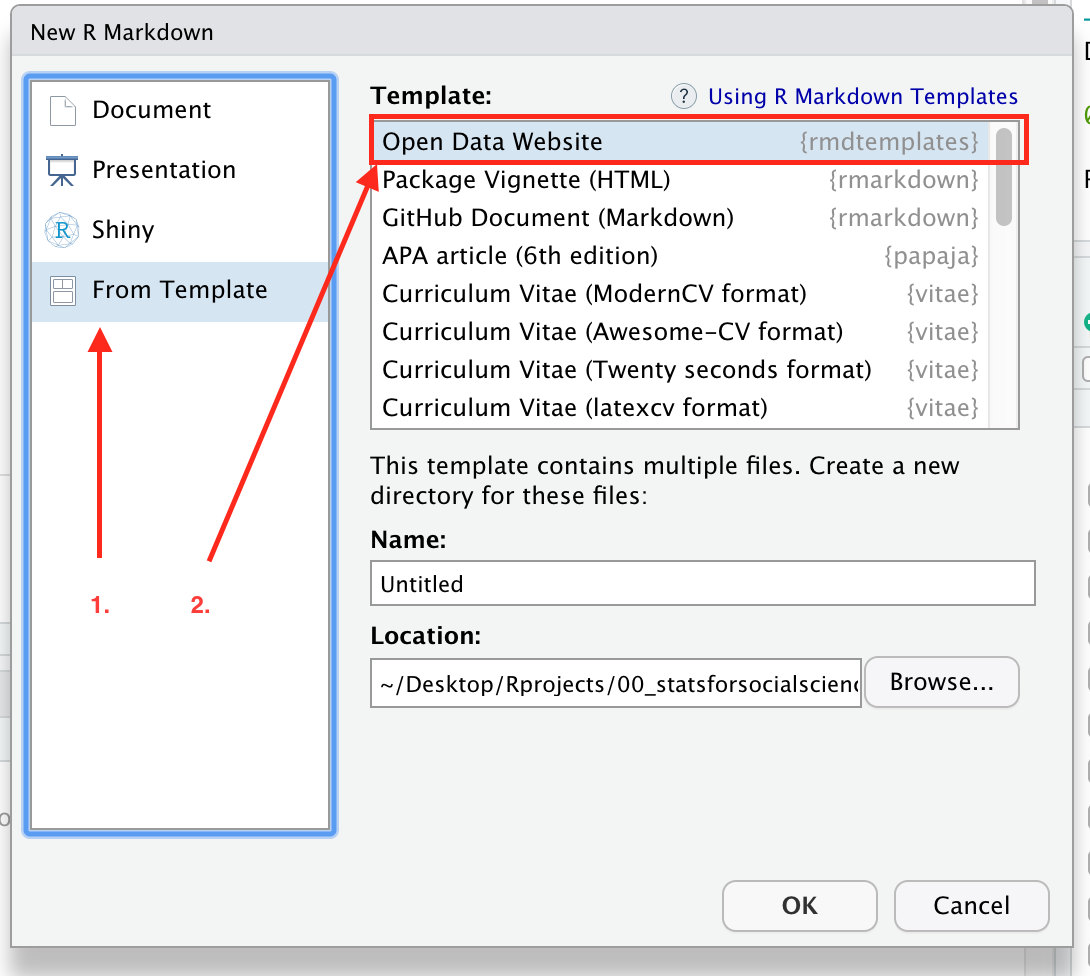 New R Markdown
Document
Presentation
Shiny
From Template
1.
2.
Template:
? Using R Markdown Templates
Open Data Website {rmdtemplates}
Package Vignette (HTML) {rmarkdown}
GitHub Document (Markdown) {rmarkdown}
APA article (6th edition) {papaja}
Curriculum Vitae (ModernCV format) {vitae}
Curriculum Vitae (Awesome-CV format) {vitae}
Curriculum Vitae (Twenty seconds format) {vitae}
Curriculum Vitae (latexcv format) {vitae}
This template contains multiple files. Create a new
directory for these files:
Name:
Untitled
Location:
~/Desktop/Rprojects/00_statsforsocialscienc
Browse...
OK
Cancel